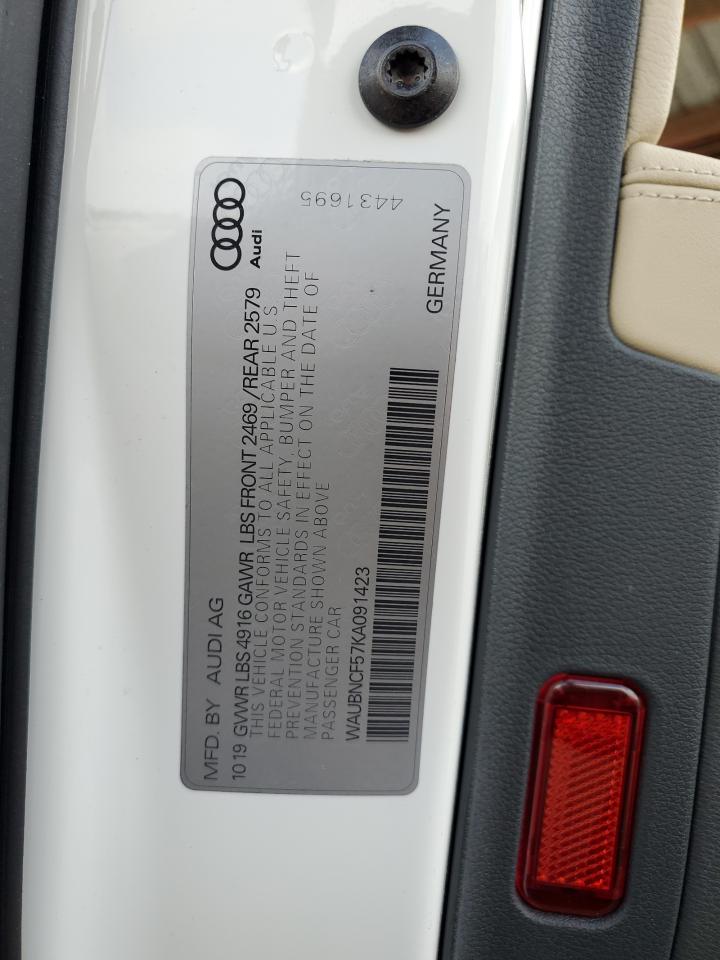 MFD. BY AUDI AG
Audi
10 19 GVWR LBS 4916 GAWR LBS FRONT 2469 /REAR 2579
THIS VEHICLE CONFORMS TO ALL APPLICABLE U S
FEDERAL MOTOR VEHICLE SAFETY, BUMPER AND THEFT
PREVENTION STANDARDS IN EFFECT ON THE DATE OF
MANUFACTURE SHOWN ABOVE
PASSENGER CAR
WAUBNCF57KA091423
GERMANY
4431695